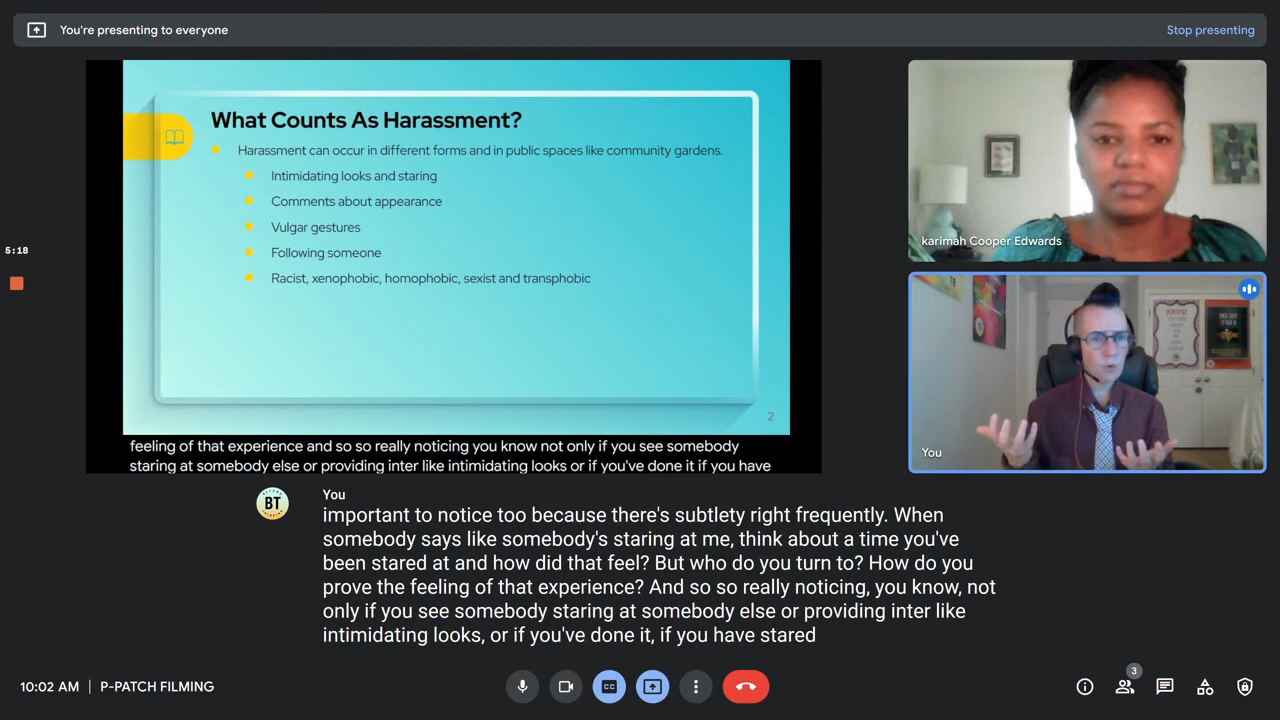 You're presenting to everyone
Stop presenting
What Counts As Harassment?
Harassment can occur in different forms and in public spaces like community gardens.
Intimidating looks and staring
Comments about appearance
Vulgar gestures
Following someone
Racist, xenophobic, homophobic, sexist and transphobic
2
feeling of that experience and so so really noticing you know not only if you see somebody
staring at somebody else or providing inter like intimidating looks or if you've done it if you have
5:18
karimah Cooper Edwards
You
BT
You
important to notice too because there's subtlety right frequently. When
somebody says like somebody's staring at me, think about a time you've
been stared at and how did that feel? But who do you turn to? How do you
prove the feeling of that experience? And so so really noticing, you know, not
only if you see somebody staring at somebody else or providing inter like
intimidating looks, or if you've done it, if you have stared
10:02 AM | P-PATCH FILMING
CC
3